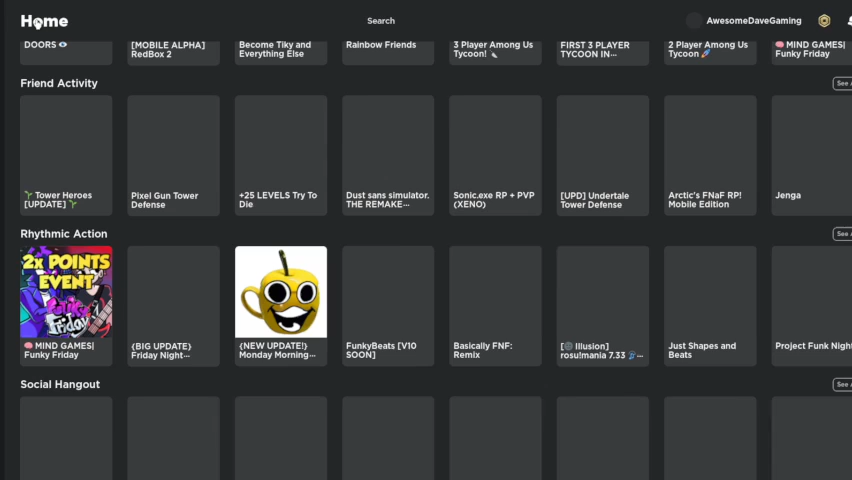 Home
Search
AwesomeDaveGaming
DOORS 👁️
[MOBILE ALPHA]
RedBox 2
Become Tiky and
Everything Else
Rainbow Friends
3 Player Among Us
Tycoon! 🔪
FIRST 3 PLAYER
TYCOON IN...
2 Player Among Us
Tycoon 🚀
🧠 MIND GAMES|
Funky Friday
Friend Activity
See
🌱 Tower Heroes
[UPDATE] 🌱
Pixel Gun Tower
Defense
+25 LEVELS Try To
Die
Dust sans simulator.
THE REMAKE...
Sonic.exe RP + PVP
(XENO)
[UPD] Undertale
Tower Defense
Arctic's FNaF RP!
Mobile Edition
Jenga
Rhythmic Action
See
2X POINTS
EVENT
Funky
Friday
🧠 MIND GAMES|
Funky Friday
{BIG UPDATE}
Friday Night...
{NEW UPDATE!}
Monday Morning...
FunkyBeats [V10
SOON]
Basically FNF:
Remix
[🌚 Illusion]
rosu!mania 7.33 🌠...
Just Shapes and
Beats
Project Funk Night
Social Hangout
See